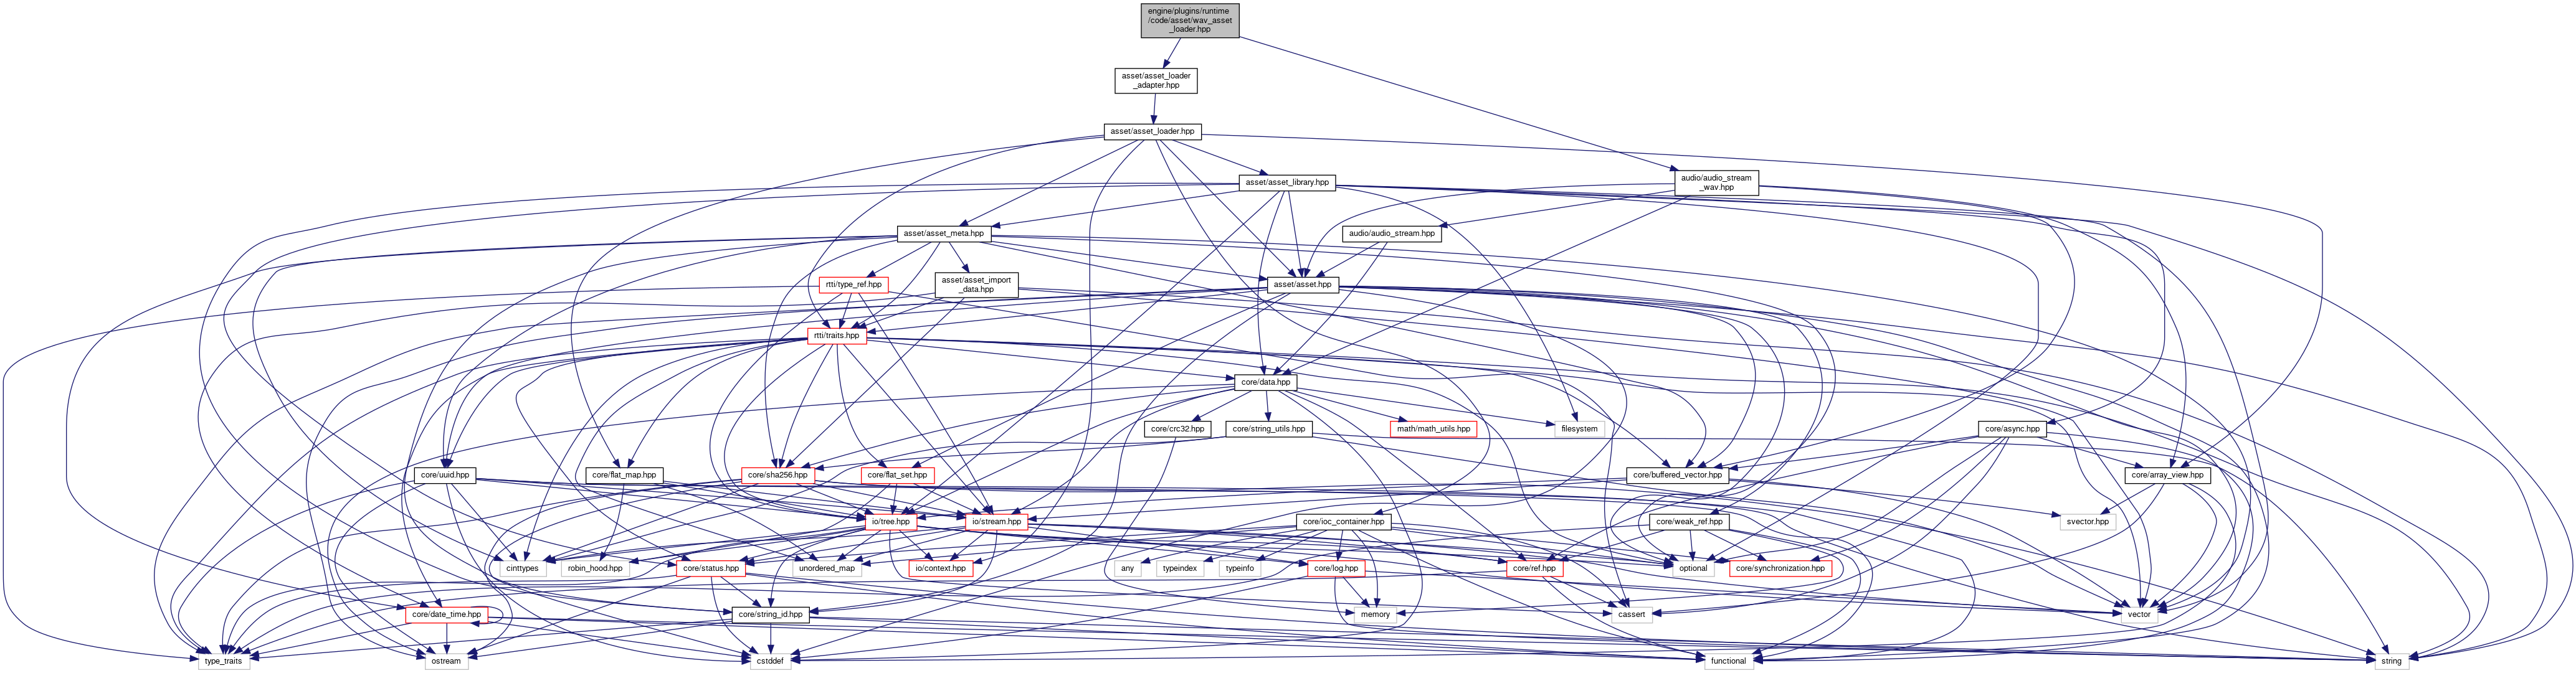 engine/plugins/runtime
/code/asset/wav_asset
_loader.hpp
asset/asset_loader
_adapter.hpp
asset/asset_loader.hpp
asset/asset_library.hpp
audio/audio_stream
_wav.hpp
asset/asset_meta.hpp
audio/audio_stream.hpp
rtti/type_ref.hpp
asset/asset_import
_data.hpp
asset/asset.hpp
rtti/traits.hpp
core/data.hpp
core/crc32.hpp
core/string_utils.hpp
math/math_utils.hpp
filesystem
core/async.hpp
core/uuid.hpp
core/flat_map.hpp
core/sha256.hpp
core/flat_set.hpp
core/buffered_vector.hpp
core/array_view.hpp
io/tree.hpp
io/stream.hpp
core/ioc_container.hpp
core/weak_ref.hpp
svector.hpp
cinttypes
robin_hood.hpp
core/status.hpp
unordered_map
io/context.hpp
any
typeindex
typeinfo
core/log.hpp
core/ref.hpp
optional
core/synchronization.hpp
core/date_time.hpp
core/string_id.hpp
memory
cassert
vector
type_traits
ostream
cstddef
functional
string